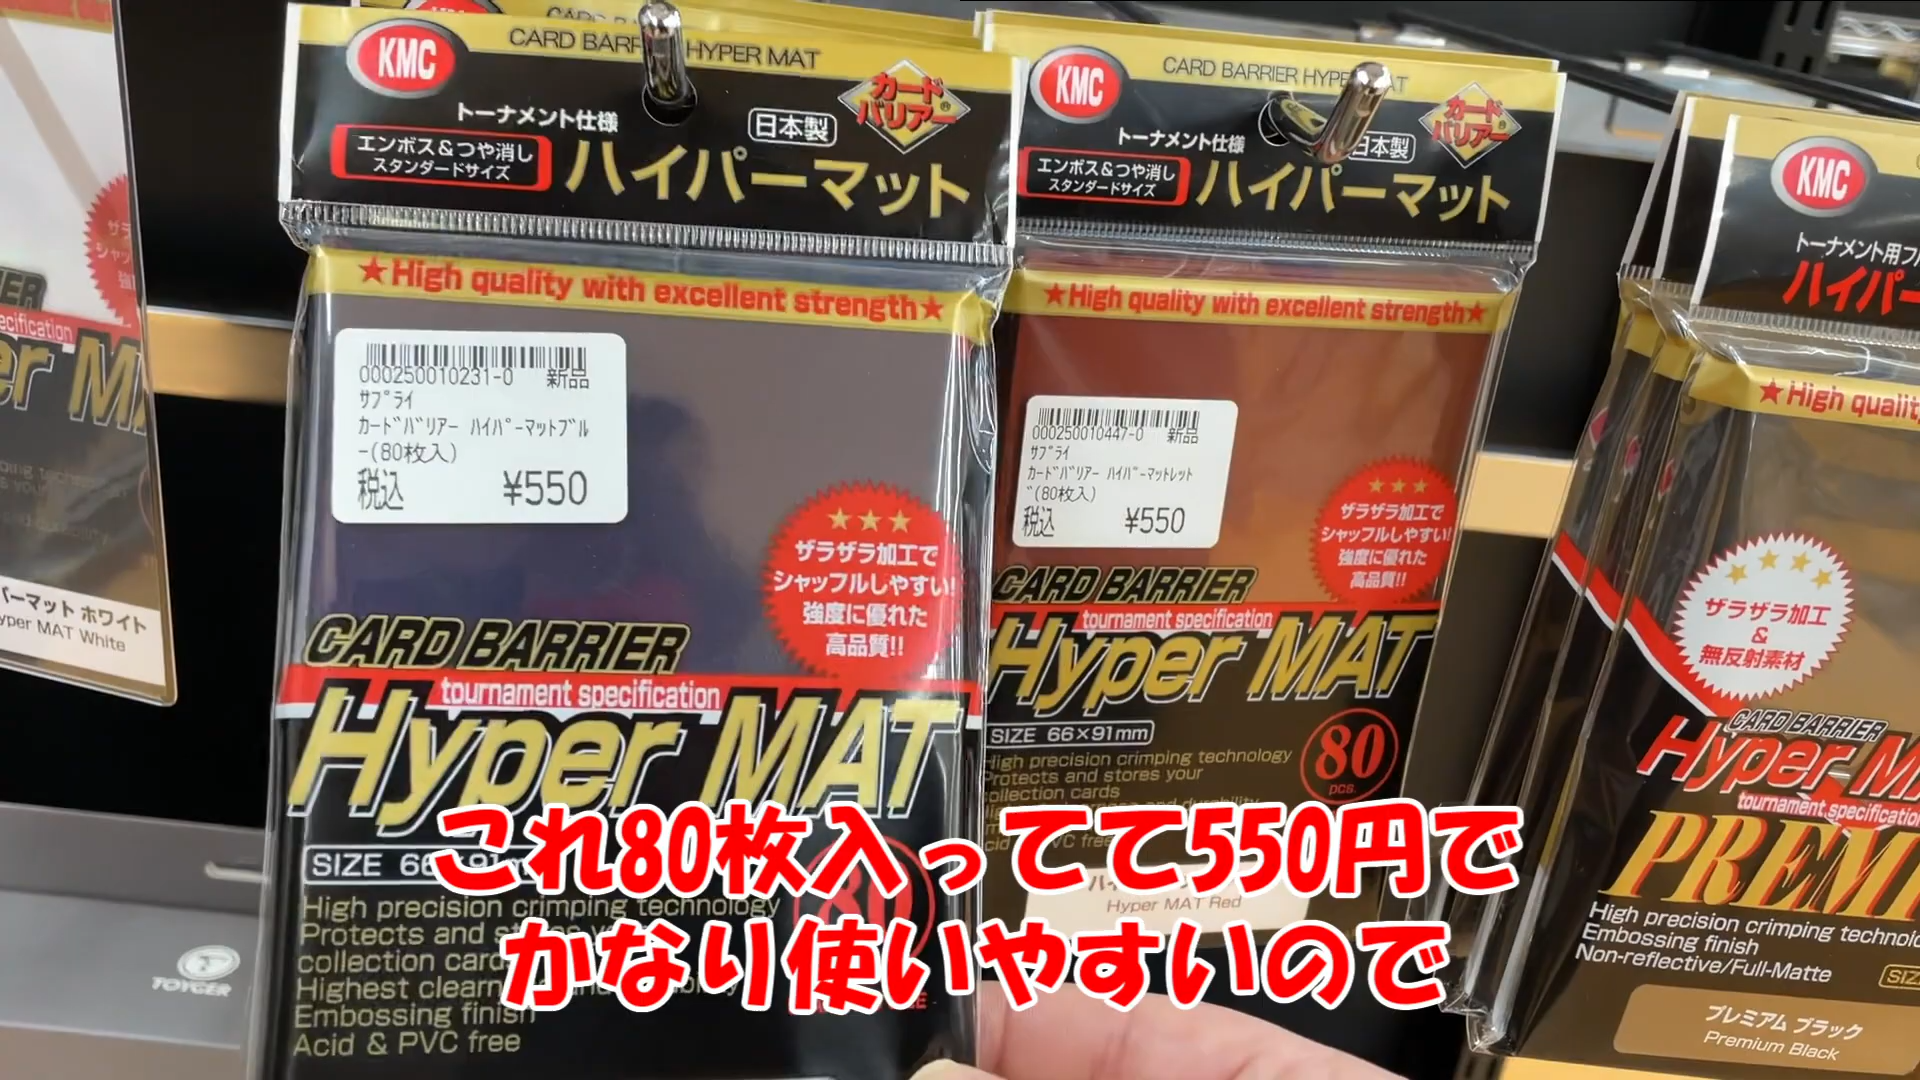 KMC
CARD BARRIER HYPER MAT
トーナメント仕様
日本製
カード
バリアー
エンボス&つや消し
スタンダードサイズ
ハイパーマット
★High quality with excellent strength★
000250010231-0 新品
サプライ
カードバリアー ハイパーマットブル
-(80枚入)
税込 ¥550
ザラザラ加工で
シャッフルしやすい!
強度に優れた
高品質!!
CARD BARRIER
tournament specification
Hyper MAT
SIZE 66×91mm
High precision crimping technology
Protects and
collection
Highest
Embossing finish
Acid & PVC free
KMC
CARD BARRIER HYPER MAT
トーナメント仕様
日本製
カード
バリアー
エンボス&つや消し
スタンダードサイズ
ハイパーマット
★High quality with excellent strength★
000250010447-0 新品
サプライ
カードバリアー ハイパーマットレット
゛(80枚入)
税込 ¥550
ザラザラ加工で
シャッフルしやすい!
強度に優れた
高品質!!
CARD BARRIER
tournament specification
Hyper MAT
SIZE 66×91mm
80
pcs.
High precision crimping technology
Protects and stores your
collection cards
Hyper MAT Red
KMC
トーナメント用
ハイパー
★High
ザラザラ加工
&
無反射素材
CARD BARRIER
Hyper
tournament specification
High precision crimping
Embossing finish
Non-reflective/Full-Matte
プレミアム ブラック
Premium Black
ホワイト
MAT White
TOYGER
これ80枚入ってて550円で
かなり使いやすいので